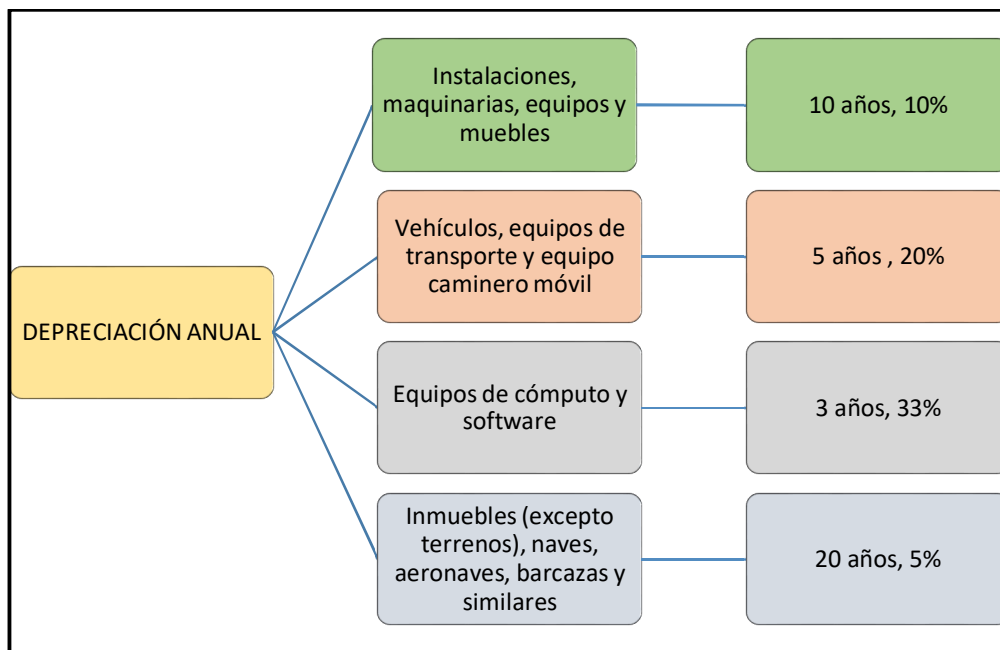 DEPRECIACIÓN ANUAL
Instalaciones,
maquinarias, equipos y
muebles
10 años, 10%
Vehículos, equipos de
transporte y equipo
caminero móvil
5 años , 20%
Equipos de cómputo y
software
3 años, 33%
Inmuebles (excepto
terrenos), naves,
aeronaves, barcazas y
similares
20 años, 5%